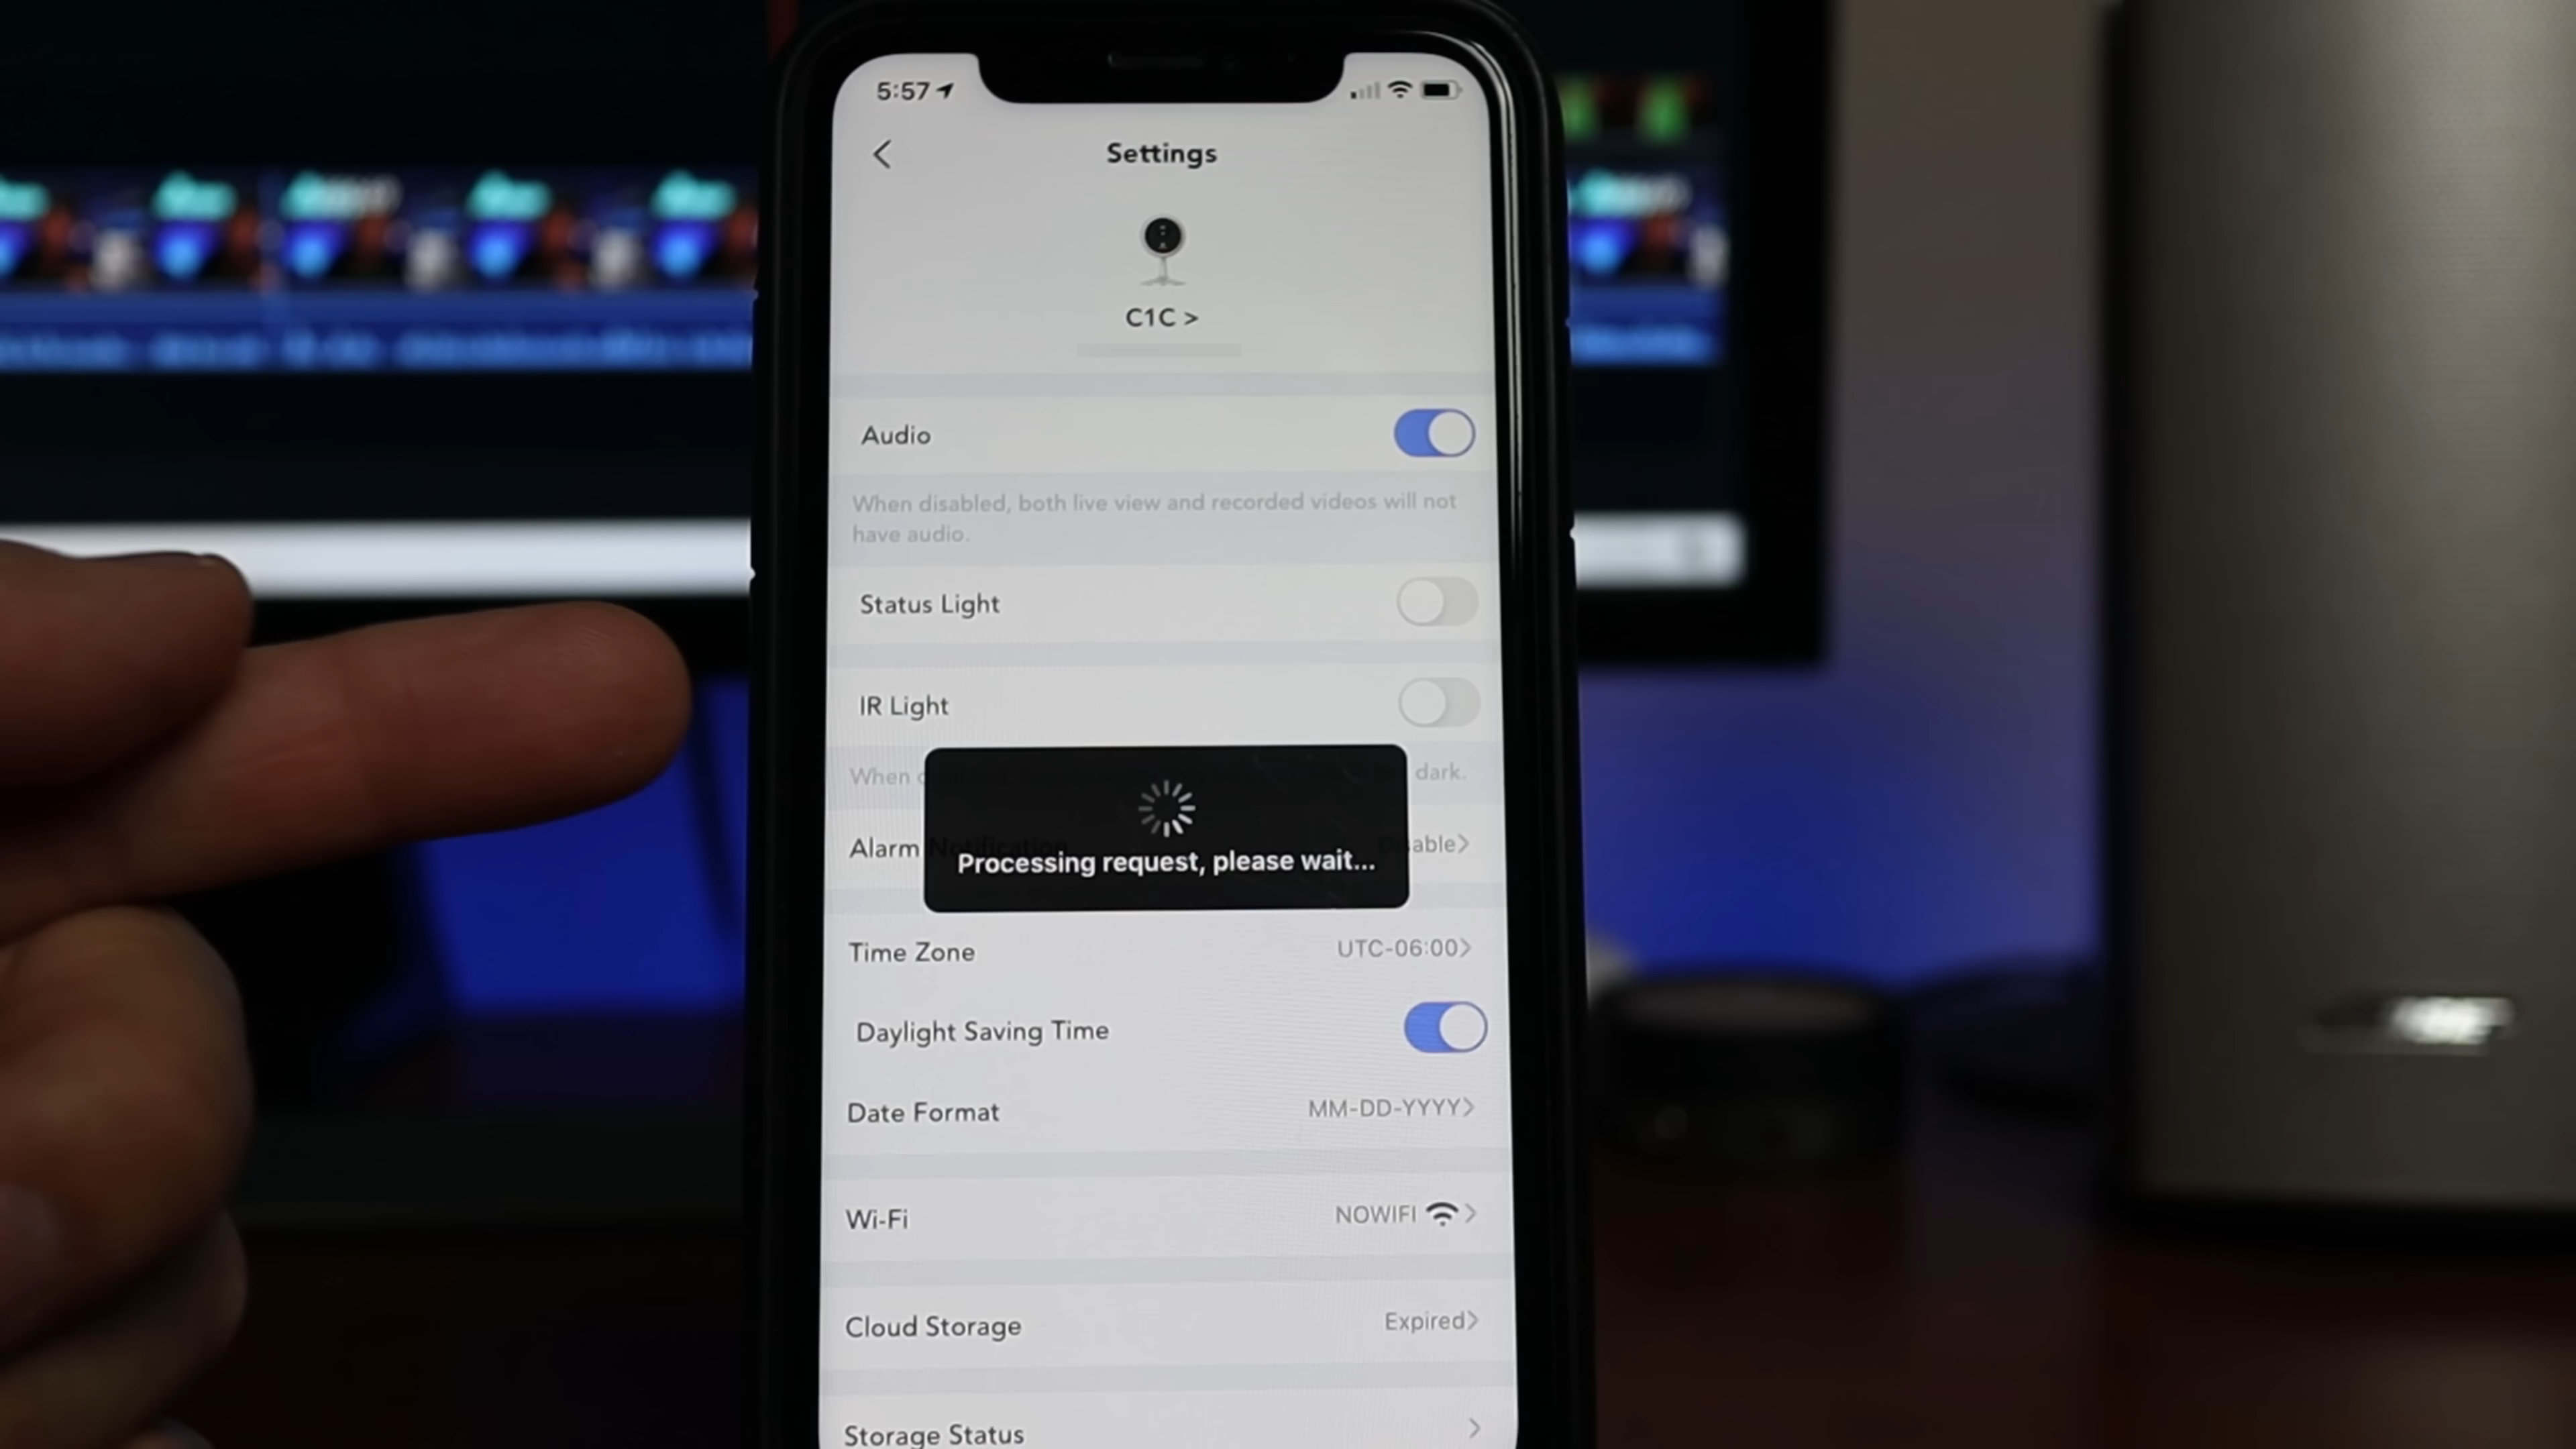 5:57
Settings
C1C >
Audio
When disabled, both live view and recorded videos will not
have audio.
Status Light
IR Light
When dark.
Alarm Notification
Processing request, please wait...
Time Zone UTC-06:00>
Daylight Saving Time
Date Format MM-DD-YYYY>
Wi-Fi NOWIFI >
Cloud Storage Expired>
Storage Status >